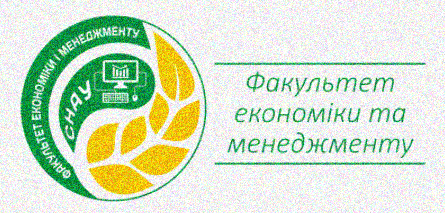 ФАКУЛЬТЕТ ЕКОНОМІКИ І МЕНЕДЖМЕНТУ
СНАУ
Факультет
економіки та
менеджменту